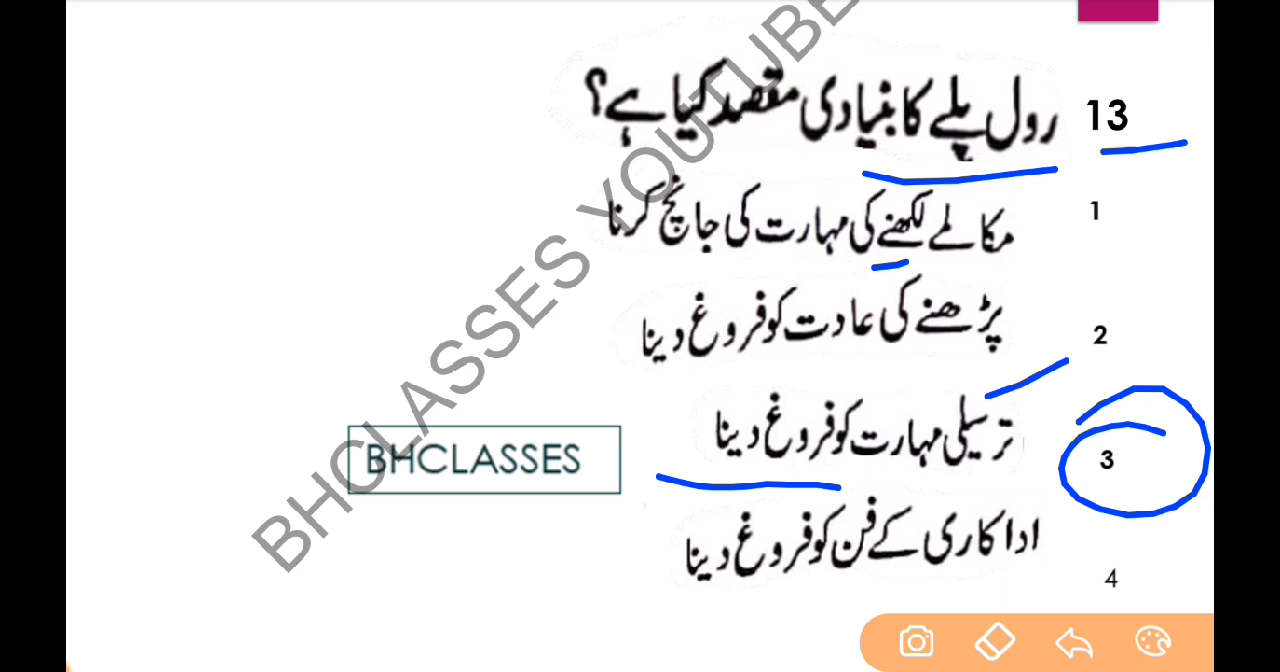 13 رول پلے کا بنیادی مقصد کیا ہے؟
1 مکالمے لکھنے کی مہارت کی جانچ کرنا
2 پڑھنے کی عادت کو فروغ دینا
3 ترسیلی مہارت کو فروغ دینا
4 اداکاری کے فن کو فروغ دینا
BHCLASSES
BHCLASSES YOUTUBE